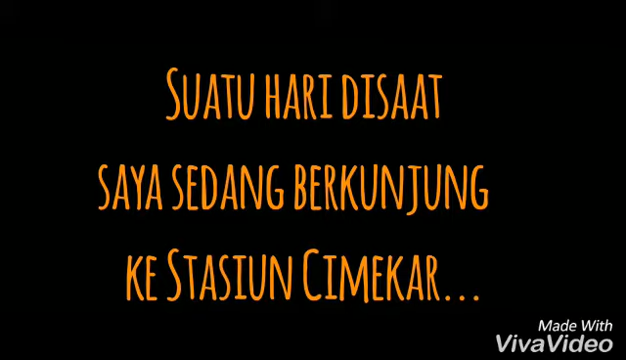 Suatu hari disaat
saya sedang berkunjung
ke Stasiun Cimekar...
Made With
VivaVideo